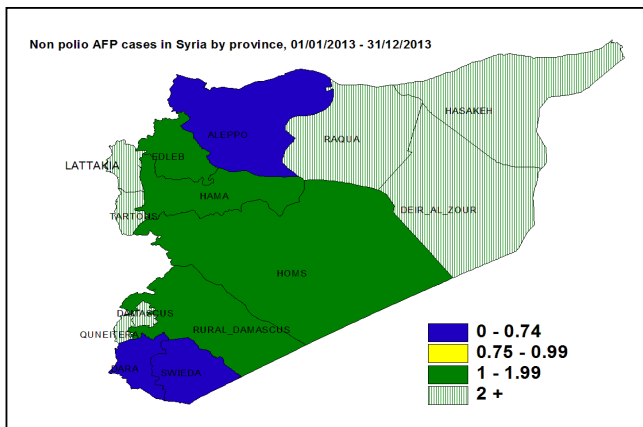 Non polio AFP cases in Syria by province, 01/01/2013 - 31/12/2013
HASAKEH
ALEPPO
RAQUA
EDLEB
LATTAKIA
HAMA
DEIR_AL_ZOUR
TARTOUS
HOMS
DAMASCUS
RURAL_DAMASCUS
QUNEITERA
DARA
SWIEDA
0 - 0.74
0.75 - 0.99
1 - 1.99
2 +